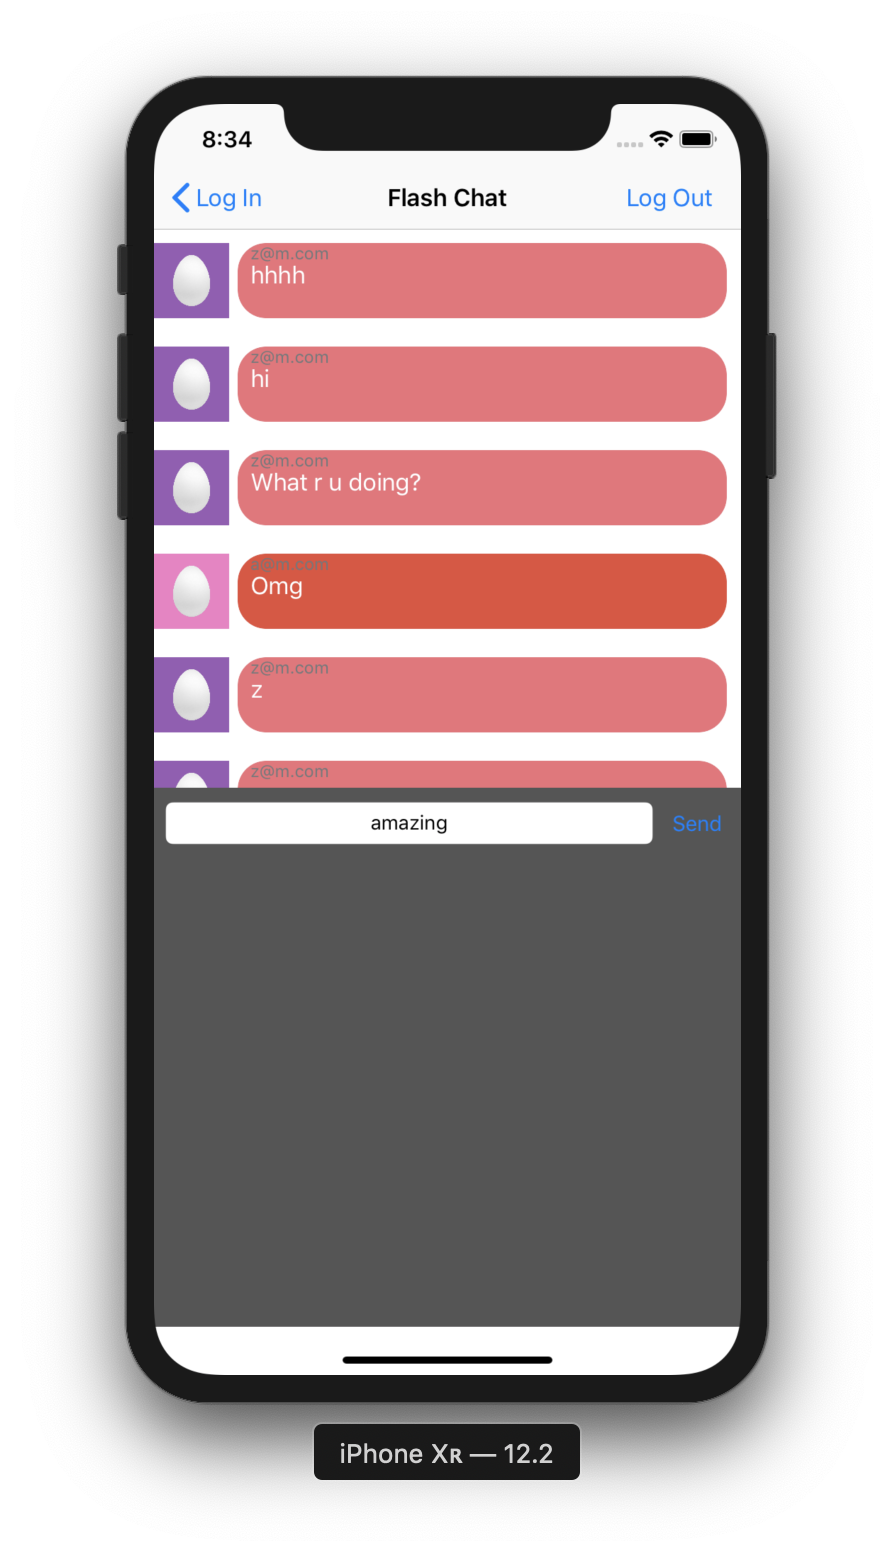 8:34
Log In
Flash Chat
Log Out
z@m.com
hhhh
z@m.com
hi
z@m.com
What r u doing?
z@m.com
Omg
z@m.com
z
z@m.com
amazing
Send
iPhone Xʀ — 12.2